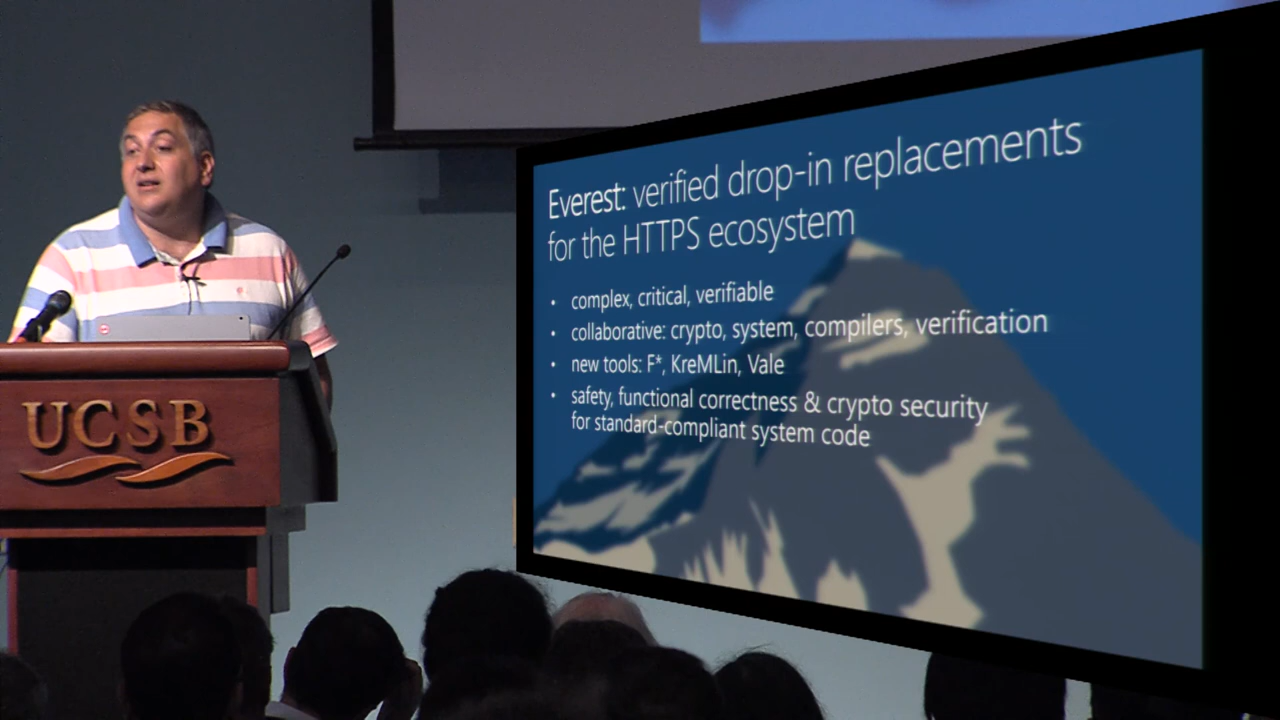 Everest: verified drop-in replacements
for the HTTPS ecosystem
• complex, critical, verifiable
• collaborative: crypto, system, compilers, verification
• new tools: F*, KreMLin, Vale
• safety, functional correctness & crypto security
for standard-compliant system code
UCSB